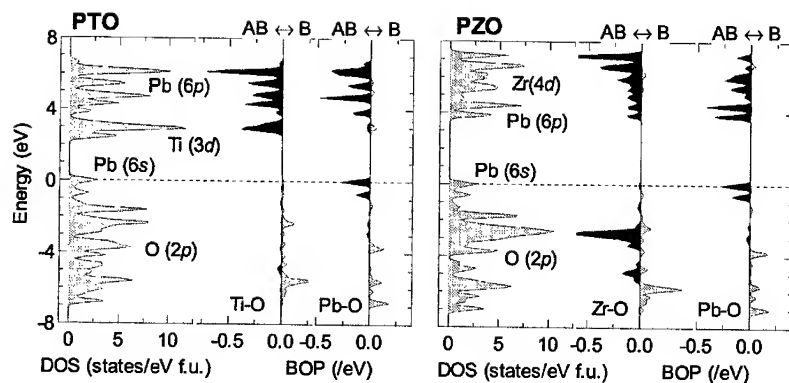 PTO
AB ↔ B AB ↔ B
8
4
0
-4
-8
Energy (eV)
Pb (6p)
Ti (3d)
Pb (6s)
O (2p)
Ti-O
Pb-O
0 5 10 -0.5 0.0 -0.5 0.0
DOS (states/eV f.u.) BOP (/eV)
PZO
AB ↔ B AB ↔ B
Zr(4d)
Pb (6p)
Pb (6s)
O (2p)
Zr-O
Pb-O
0 5 10 -0.5 0.0 -0.5 0.0
DOS (states/eV f.u.) BOP (/eV)